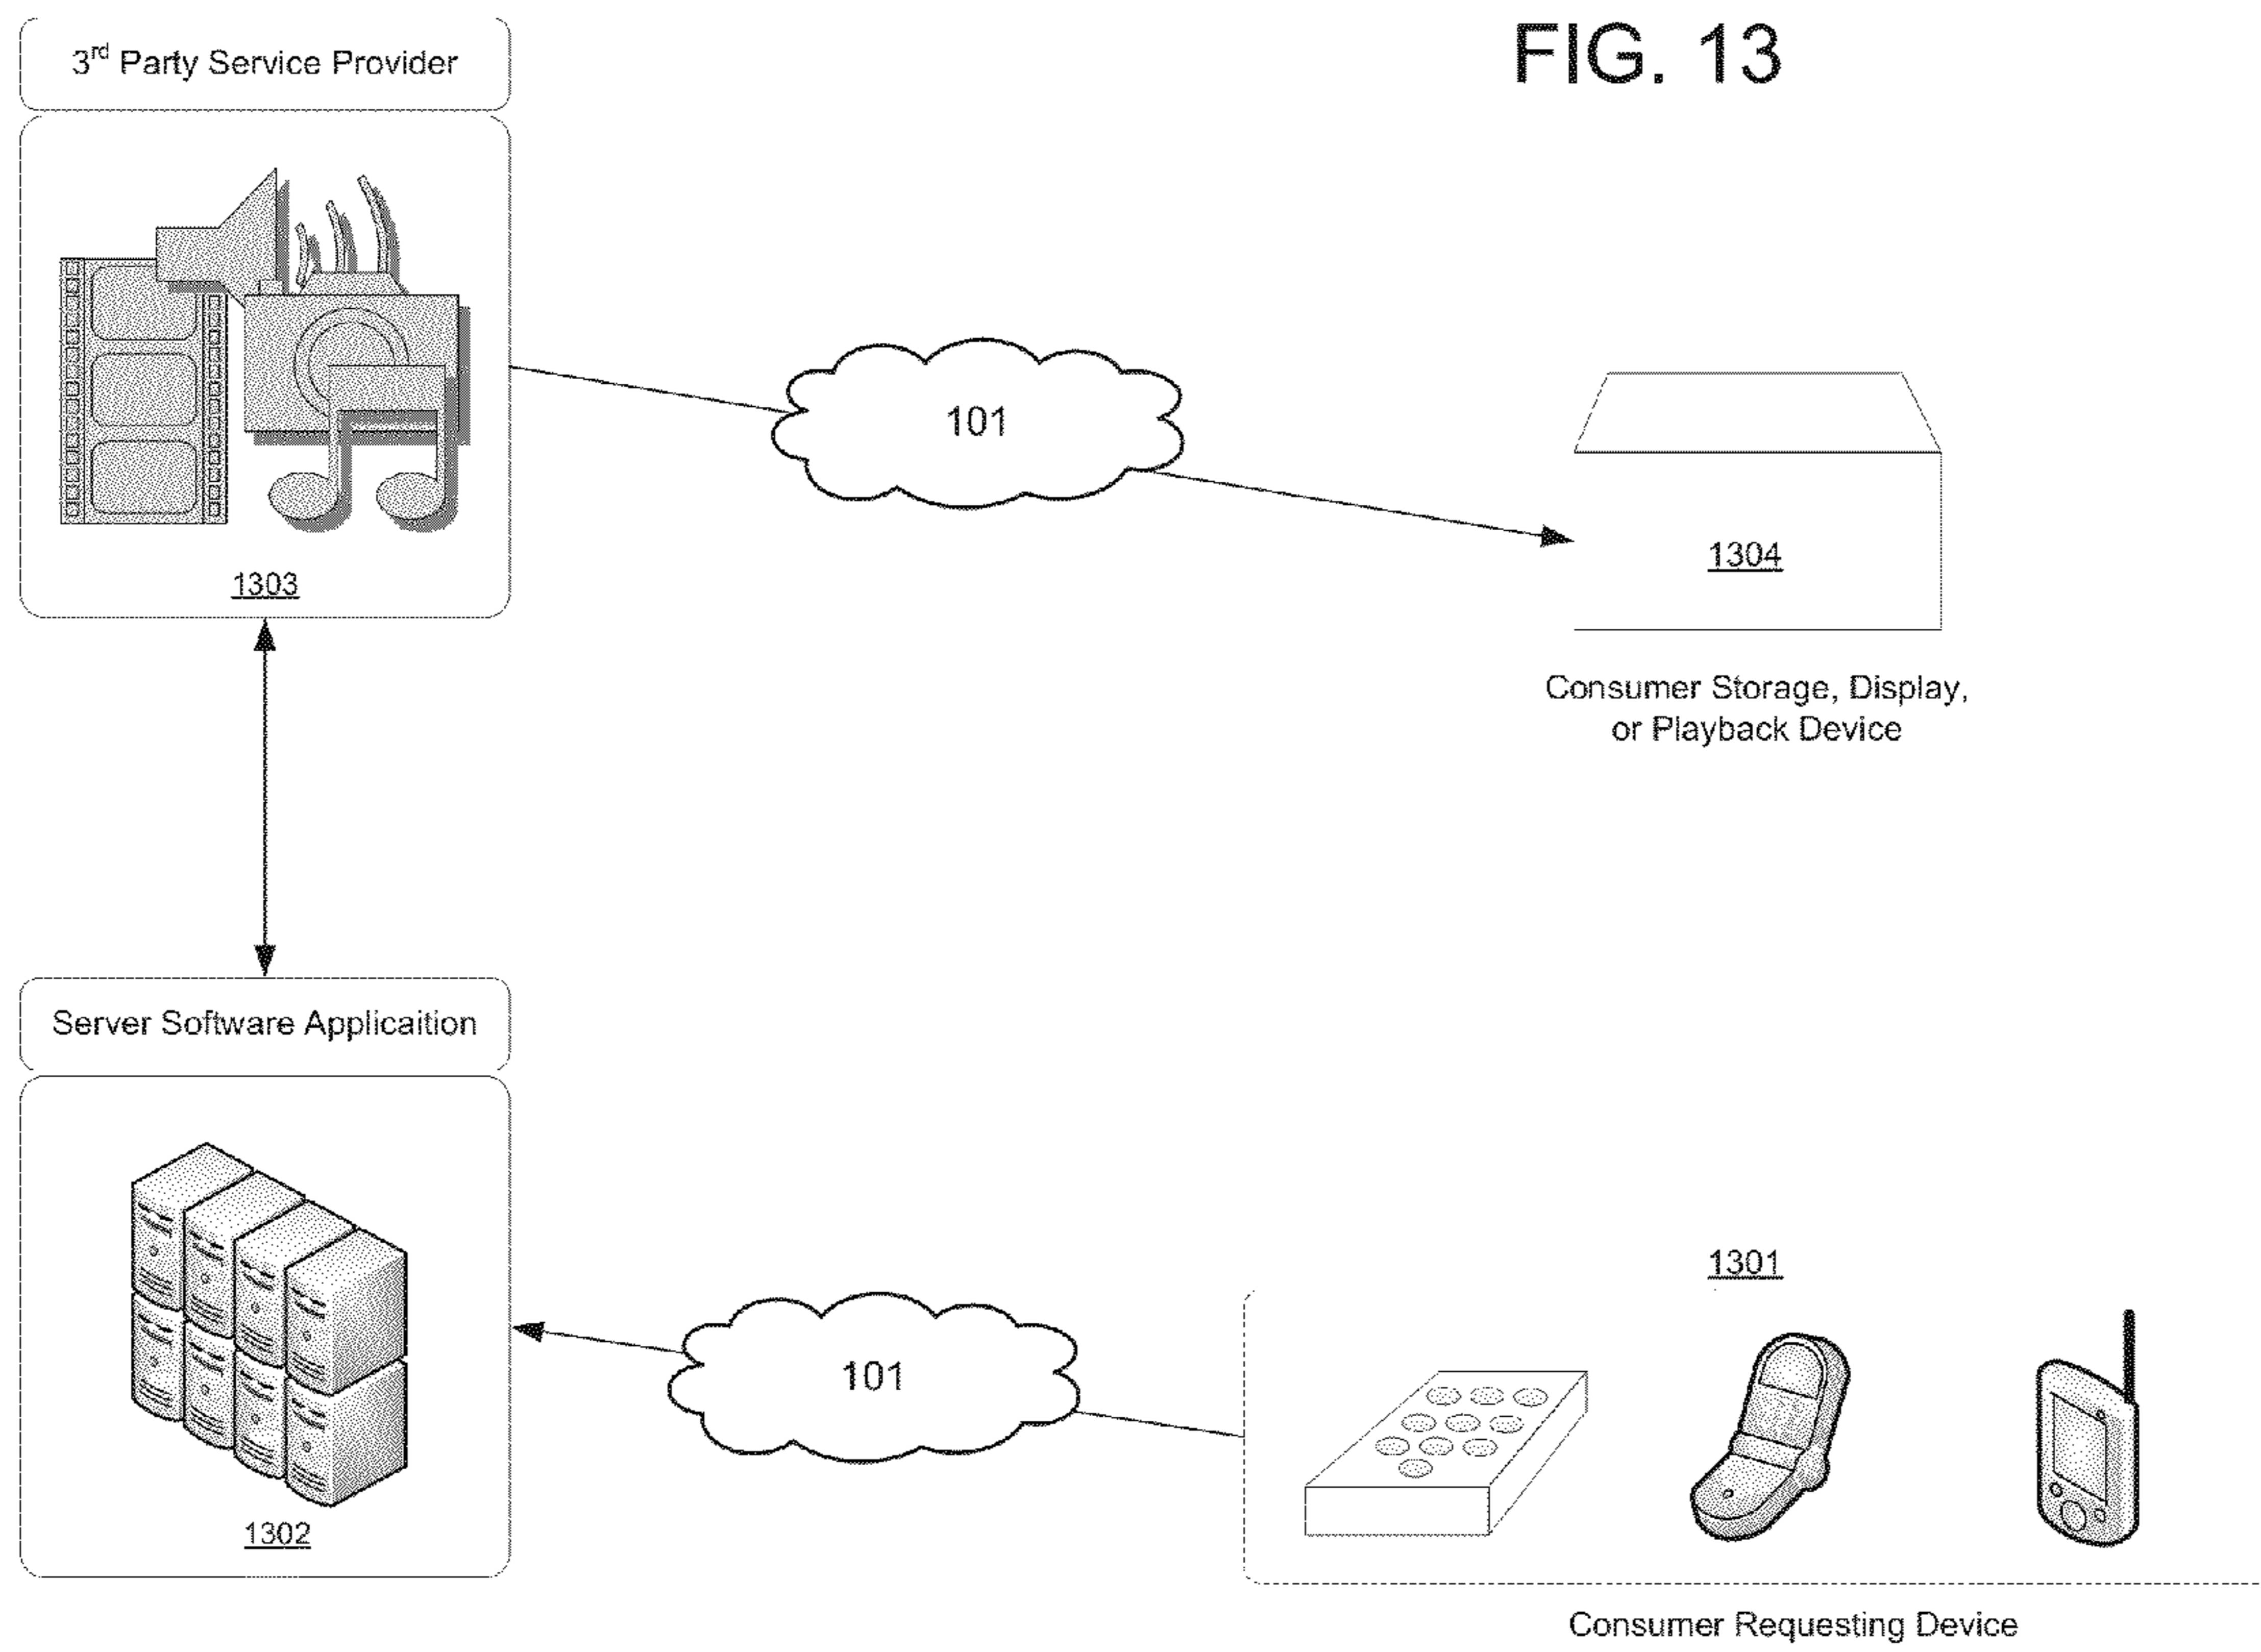 FIG. 13
3rd Party Service Provider
1303
101
1304
Consumer Storage, Display,
or Playback Device
Server Software Applicaition
1302
101
1301
Consumer Requesting Device